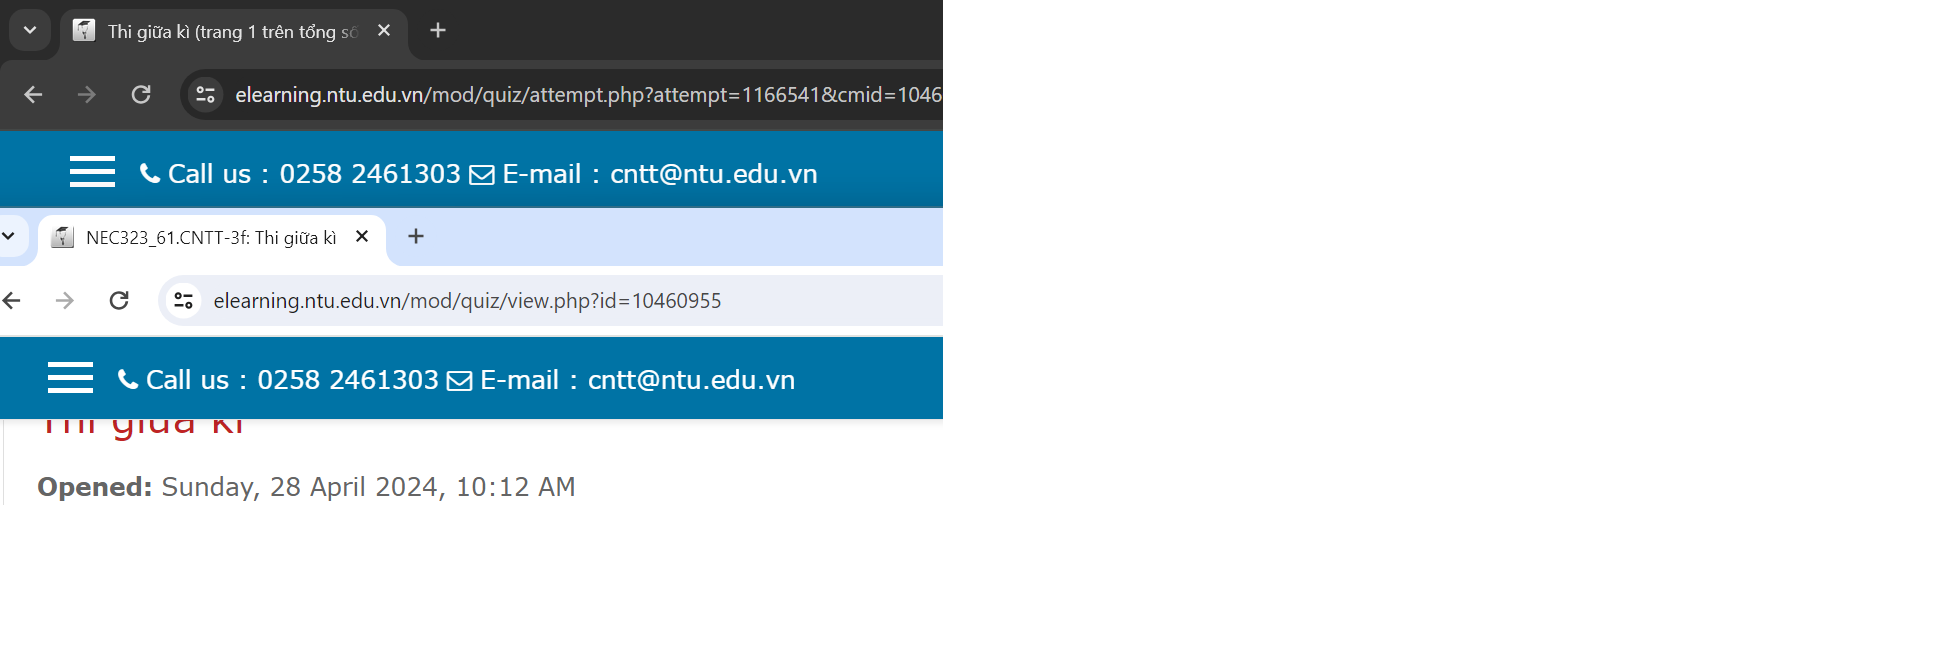 Thi giữa kì (trang 1 trên tổng số
elearning.ntu.edu.vn/mod/quiz/attempt.php?attempt=1166541&cmid=1046
Call us : 0258 2461303 E-mail : cntt@ntu.edu.vn
NEC323_61.CNTT-3f: Thi giữa kì
elearning.ntu.edu.vn/mod/quiz/view.php?id=10460955
Call us : 0258 2461303 E-mail : cntt@ntu.edu.vn
Thi giữa kì
Opened: Sunday, 28 April 2024, 10:12 AM